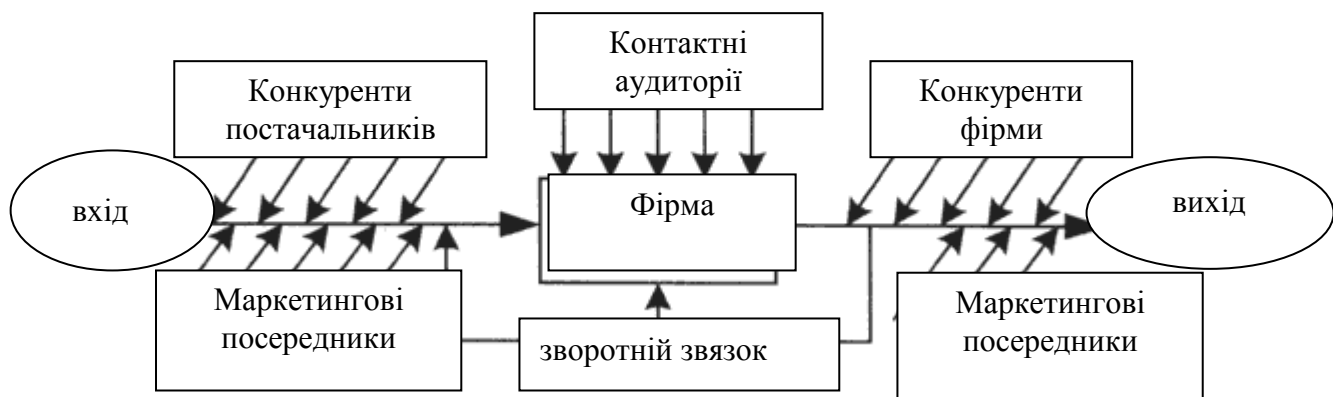 Контактні
аудиторії
Конкуренти
постачальників
Конкуренти
фірми
вхід
Фірма
вихід
Маркетингові
посередники
зворотній звязок
Маркетингові
посередники